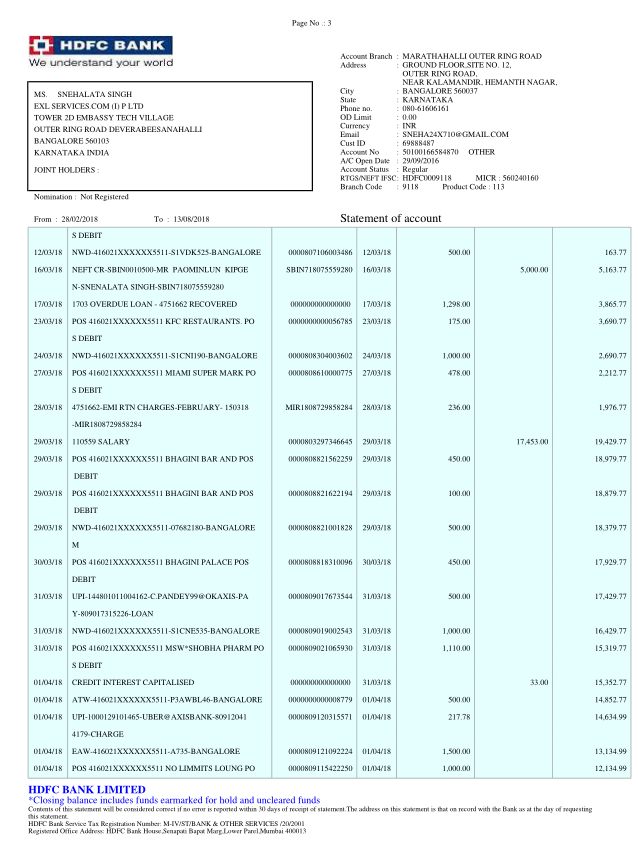 Page No .: 3
HDFC BANK
We understand your world
MS. SNEHALATA SINGH
EXL SERVICES.COM (I) P LTD
TOWER 2D EMBASSY TECH VILLAGE
OUTER RING ROAD DEVERABEESANAHALLI
BANGALORE 560103
KARNATAKA INDIA
JOINT HOLDERS :
Nomination : Not Registered
Account Branch : MARATHAHALLI OUTER RING ROAD
Address : GROUND FLOOR,SITE NO. 12,
OUTER RING ROAD,
NEAR KALAMANDIR, HEMANTH NAGAR,
City : BANGALORE 560037
State : KARNATAKA
Phone no. : 080-61606161
OD Limit : 0.00
Currency : INR
Email : SNEHA24X710@GMAIL.COM
Cust ID : 69888487
Account No : 50100166584870 OTHER
A/C Open Date : 29/09/2016
Account Status : Regular
RTGS/NEFT IFSC: HDFC0009118 MICR : 560240160
Branch Code : 9118 Product Code : 113
From : 28/02/2018 To : 13/08/2018 Statement of account
S DEBIT
12/03/18 NWD-416021XXXXXX5511-S1VDK525-BANGALORE 0000807106003486 12/03/18 500.00 163.77
16/03/18 NEFT CR-SBIN0010500-MR PAOMINLUN KIPGE SBIN718075559280 16/03/18 5,000.00 5,163.77
N-SNENALATA SINGH-SBIN718075559280
17/03/18 1703 OVERDUE LOAN - 4751662 RECOVERED 000000000000000 17/03/18 1,298.00 3,865.77
23/03/18 POS 416021XXXXXX5511 KFC RESTAURANTS. PO 0000000000056785 23/03/18 175.00 3,690.77
S DEBIT
24/03/18 NWD-416021XXXXXX5511-S1CNI190-BANGALORE 0000808304003602 24/03/18 1,000.00 2,690.77
27/03/18 POS 416021XXXXXX5511 MIAMI SUPER MARK PO 0000808610000775 27/03/18 478.00 2,212.77
S DEBIT
28/03/18 4751662-EMI RTN CHARGES-FEBRUARY- 150318 MIR1808729858284 28/03/18 236.00 1,976.77
-MIR1808729858284
29/03/18 110559 SALARY 0000803297346645 29/03/18 17,453.00 19,429.77
29/03/18 POS 416021XXXXXX5511 BHAGINI BAR AND POS 0000808821562259 29/03/18 450.00 18,979.77
DEBIT
29/03/18 POS 416021XXXXXX5511 BHAGINI BAR AND POS 0000808821622194 29/03/18 100.00 18,879.77
DEBIT
29/03/18 NWD-416021XXXXXX5511-07682180-BANGALORE 0000808821001828 29/03/18 500.00 18,379.77
M
30/03/18 POS 416021XXXXXX5511 BHAGINI PALACE POS 0000808818310096 30/03/18 450.00 17,929.77
DEBIT
31/03/18 UPI-144801011004162-C.PANDEY99@OKAXIS-PA 0000809017673544 31/03/18 500.00 17,429.77
Y-809017315226-LOAN
31/03/18 NWD-416021XXXXXX5511-S1CNE535-BANGALORE 0000809019002543 31/03/18 1,000.00 16,429.77
31/03/18 POS 416021XXXXXX5511 MSW*SHOBHA PHARM PO 0000809021065930 31/03/18 1,110.00 15,319.77
S DEBIT
01/04/18 CREDIT INTEREST CAPITALISED 000000000000000 31/03/18 33.00 15,352.77
01/04/18 ATW-416021XXXXXX5511-P3AWBL46-BANGALORE 0000000000008779 01/04/18 500.00 14,852.77
01/04/18 UPI-1000129101465-UBER@AXISBANK-80912041 0000809120315571 01/04/18 217.78 14,634.99
4179-CHARGE
01/04/18 EAW-416021XXXXXX5511-A735-BANGALORE 0000809121092224 01/04/18 1,500.00 13,134.99
01/04/18 POS 416021XXXXXX5511 NO LIMMITS LOUNG PO 0000809115422250 01/04/18 1,000.00 12,134.99
HDFC BANK LIMITED
*Closing balance includes funds earmarked for hold and uncleared funds
Contents of this statement will be considered correct if no error is reported within 30 days of receipt of statement.The address on this statement is that on record with the Bank as at the day of requesting
this statement.
HDFC Bank Service Tax Registration Number: M-IV/ST/BANK & OTHER SERVICES /20/2001
Registered Office Address: HDFC Bank House,Senapati Bapat Marg,Lower Parel,Mumbai 400013